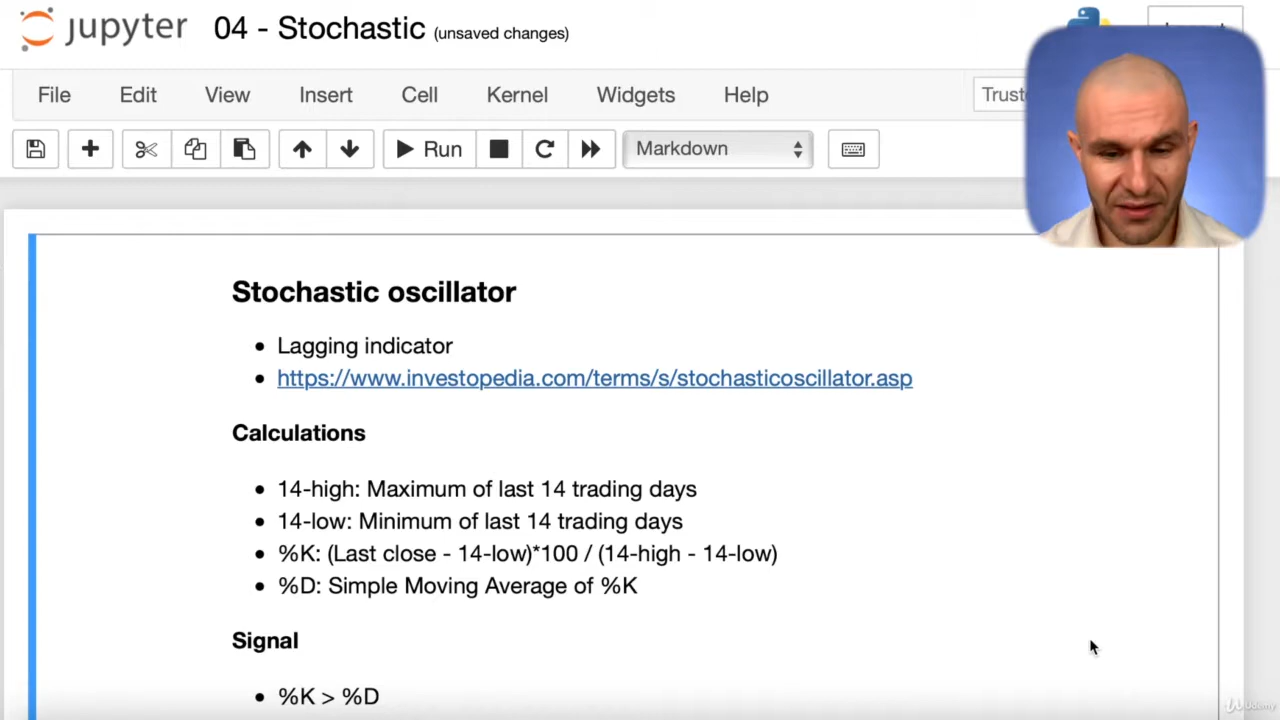 jupyter 04 - Stochastic (unsaved changes)
File Edit View Insert Cell Kernel Widgets Help
Run Markdown
Stochastic oscillator
• Lagging indicator
• https://www.investopedia.com/terms/s/stochasticoscillator.asp
Calculations
• 14-high: Maximum of last 14 trading days
• 14-low: Minimum of last 14 trading days
• %K: (Last close - 14-low)*100 / (14-high - 14-low)
• %D: Simple Moving Average of %K
Signal
• %K > %D
Udemy